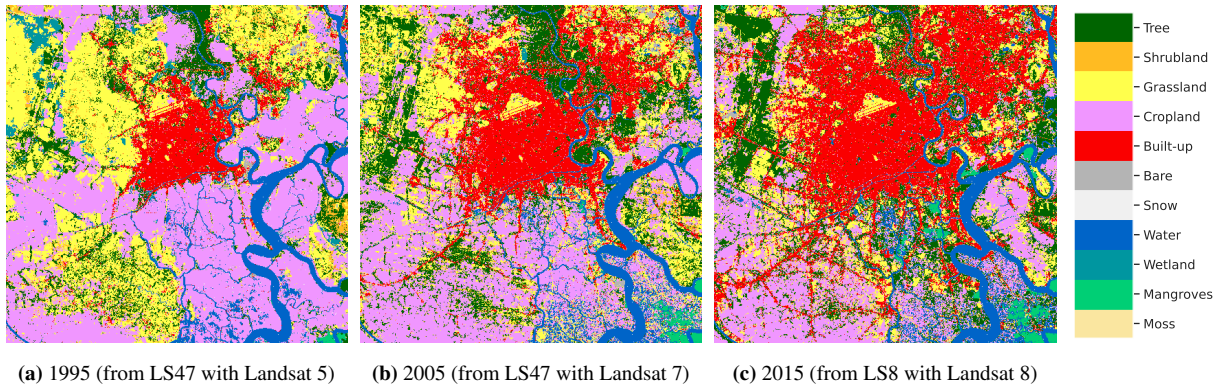 Tree
Shrubland
Grassland
Cropland
Built-up
Bare
Snow
Water
Wetland
Mangroves
Moss
(a) 1995 (from LS47 with Landsat 5)
(b) 2005 (from LS47 with Landsat 7)
(c) 2015 (from LS8 with Landsat 8)